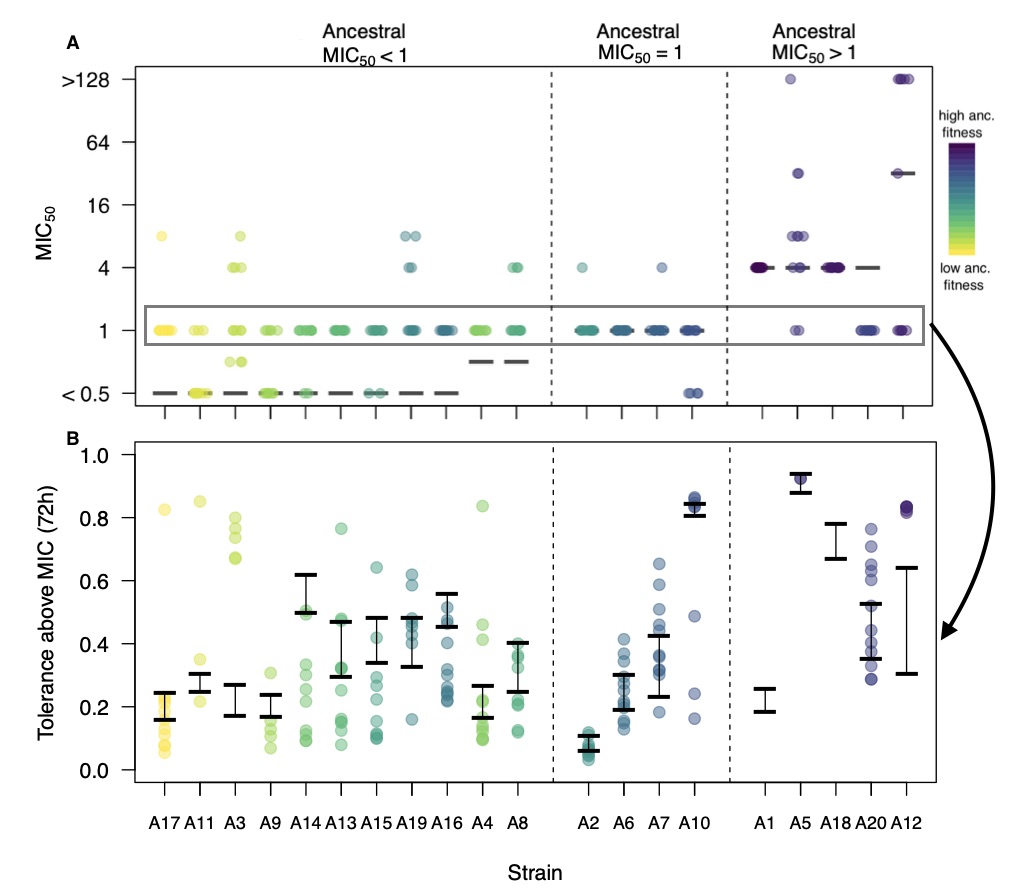 A
Ancestral
MIC50 < 1
Ancestral
MIC50 = 1
Ancestral
MIC50 > 1
MIC50
>128
64
16
4
1
< 0.5
high anc.
fitness
low anc.
fitness
B
Tolerance above MIC (72h)
1.0
0.8
0.6
0.4
0.2
0.0
A17 A11 A3 A9 A14 A13 A15 A19 A16 A4 A8 A2 A6 A7 A10 A1 A5 A18 A20 A12
Strain